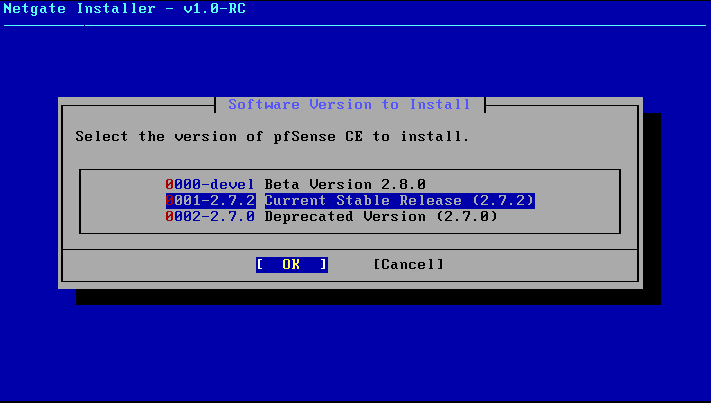 Netgate Installer - v1.0-RC
Software Version to Install
Select the version of pfSense CE to install.
0000-devel Beta Version 2.8.0
0001-2.7.2 Current Stable Release (2.7.2)
0002-2.7.0 Deprecated Version (2.7.0)
[  OK  ]     [Cancel]